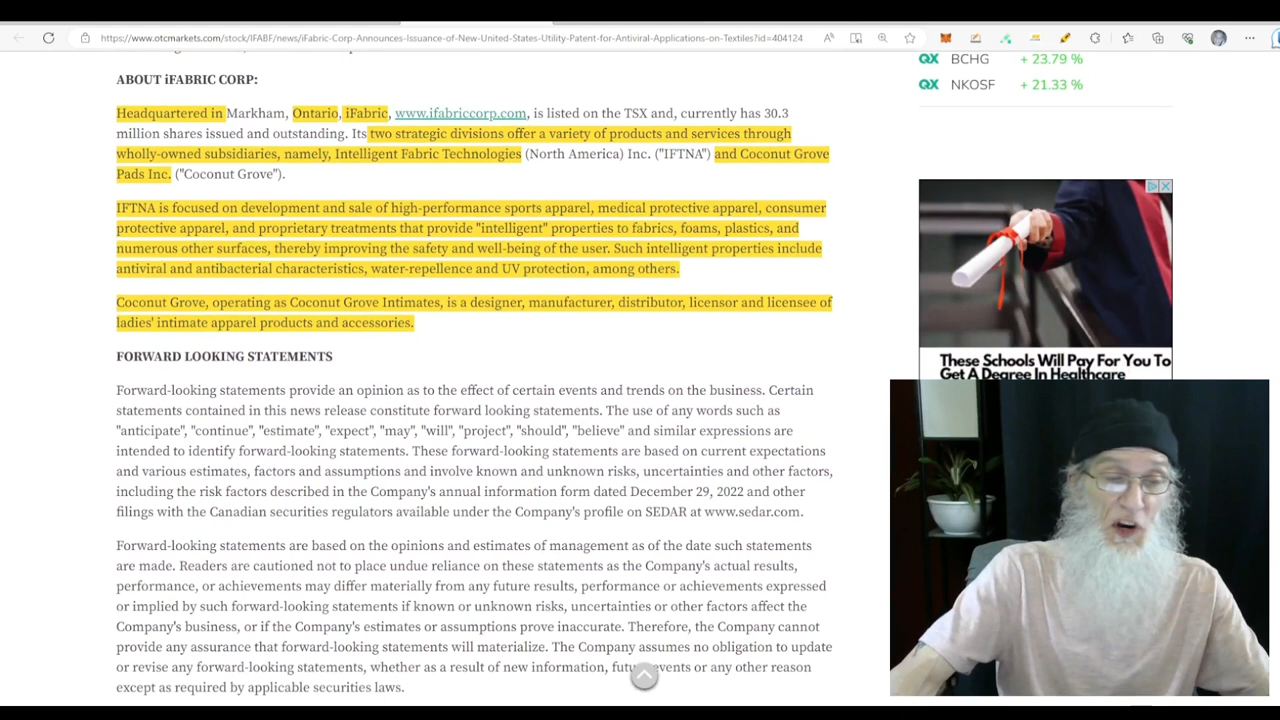 https://www.otcmarkets.com/stock/IFABF/news/iFabric-Corp-Announces-Issuance-of-New-United-States-Utility-Patent-for-Antiviral-Applications-on-Textiles?id=404124
ABOUT iFABRIC CORP:
Headquartered in Markham, Ontario, iFabric, www.ifabriccorp.com, is listed on the TSX and, currently has 30.3
million shares issued and outstanding. Its two strategic divisions offer a variety of products and services through
wholly-owned subsidiaries, namely, Intelligent Fabric Technologies (North America) Inc. ("IFTNA") and Coconut Grove
Pads Inc. ("Coconut Grove").
IFTNA is focused on development and sale of high-performance sports apparel, medical protective apparel, consumer
protective apparel, and proprietary treatments that provide "intelligent" properties to fabrics, foams, plastics, and
numerous other surfaces, thereby improving the safety and well-being of the user. Such intelligent properties include
antiviral and antibacterial characteristics, water-repellence and UV protection, among others.
Coconut Grove, operating as Coconut Grove Intimates, is a designer, manufacturer, distributor, licensor and licensee of
ladies' intimate apparel products and accessories.
FORWARD LOOKING STATEMENTS
Forward-looking statements provide an opinion as to the effect of certain events and trends on the business. Certain
statements contained in this news release constitute forward looking statements. The use of any words such as
"anticipate", "continue", "estimate", "expect", "may", "will", "project", "should", "believe" and similar expressions are
intended to identify forward-looking statements. These forward-looking statements are based on current expectations
and various estimates, factors and assumptions and involve known and unknown risks, uncertainties and other factors,
including the risk factors described in the Company's annual information form dated December 29, 2022 and other
filings with the Canadian securities regulators available under the Company's profile on SEDAR at www.sedar.com.
Forward-looking statements are based on the opinions and estimates of management as of the date such statements
are made. Readers are cautioned not to place undue reliance on these statements as the Company's actual results,
performance, or achievements may differ materially from any future results, performance or achievements expressed
or implied by such forward-looking statements if known or unknown risks, uncertainties or other factors affect the
Company's business, or if the Company's estimates or assumptions prove inaccurate. Therefore, the Company cannot
provide any assurance that forward-looking statements will materialize. The Company assumes no obligation to update
or revise any forward-looking statements, whether as a result of new information, events or any other reason
except as required by applicable securities laws.
QX BCHG + 23.79 %
QX NKOSF + 21.33 %
These Schools Will Pay For You To
Get A Degree In Healthcare